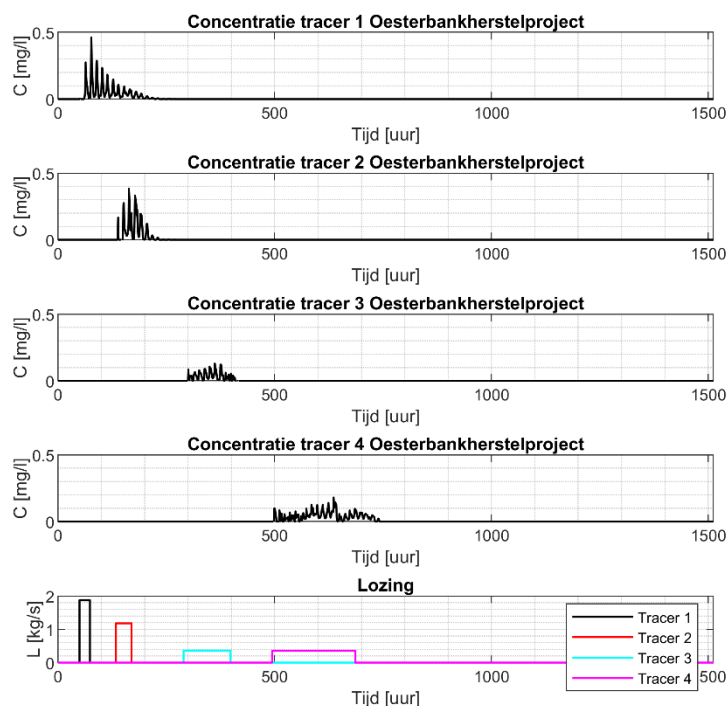 Concentratie tracer 1 Oesterbankherstelproject
0.5
0
C [mg/l]
0 500 1000 1500
Tijd [uur]
Concentratie tracer 2 Oesterbankherstelproject
0.5
0
C [mg/l]
0 500 1000 1500
Tijd [uur]
Concentratie tracer 3 Oesterbankherstelproject
0.5
0
C [mg/l]
0 500 1000 1500
Tijd [uur]
Concentratie tracer 4 Oesterbankherstelproject
0.5
0
C [mg/l]
0 500 1000 1500
Tijd [uur]
Lozing
2
1
0
L [kg/s]
Tracer 1
Tracer 2
Tracer 3
Tracer 4
0 500 1000 1500
Tijd [uur]